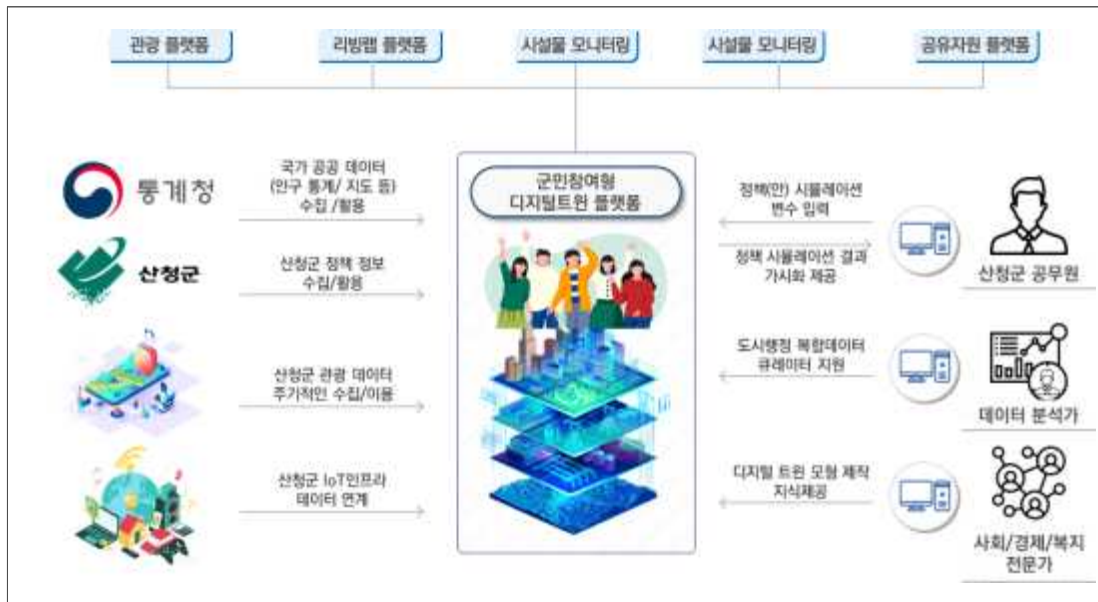 관광 플랫폼
리빙랩 플랫폼
시설물 모니터링
시설물 모니터링
공유자원 플랫폼
통계청
국가 공공 데이터
(인구 통계/ 지도 등)
수집 /활용
산청군
산청군 정책 정보
수집/활용
산청군 관광 데이터
주기적인 수집/이용
산청군 IoT인프라
데이터 연계
군민참여형
디지털트윈 플랫폼
정책(안) 시뮬레이션
변수 입력
정책 시뮬레이션 결과
가시화 제공
산청군 공무원
도시행정 복합데이터
큐레이터 지원
데이터 분석가
디지털 트윈 모형 제작
지식제공
사회/경제/복지
전문가